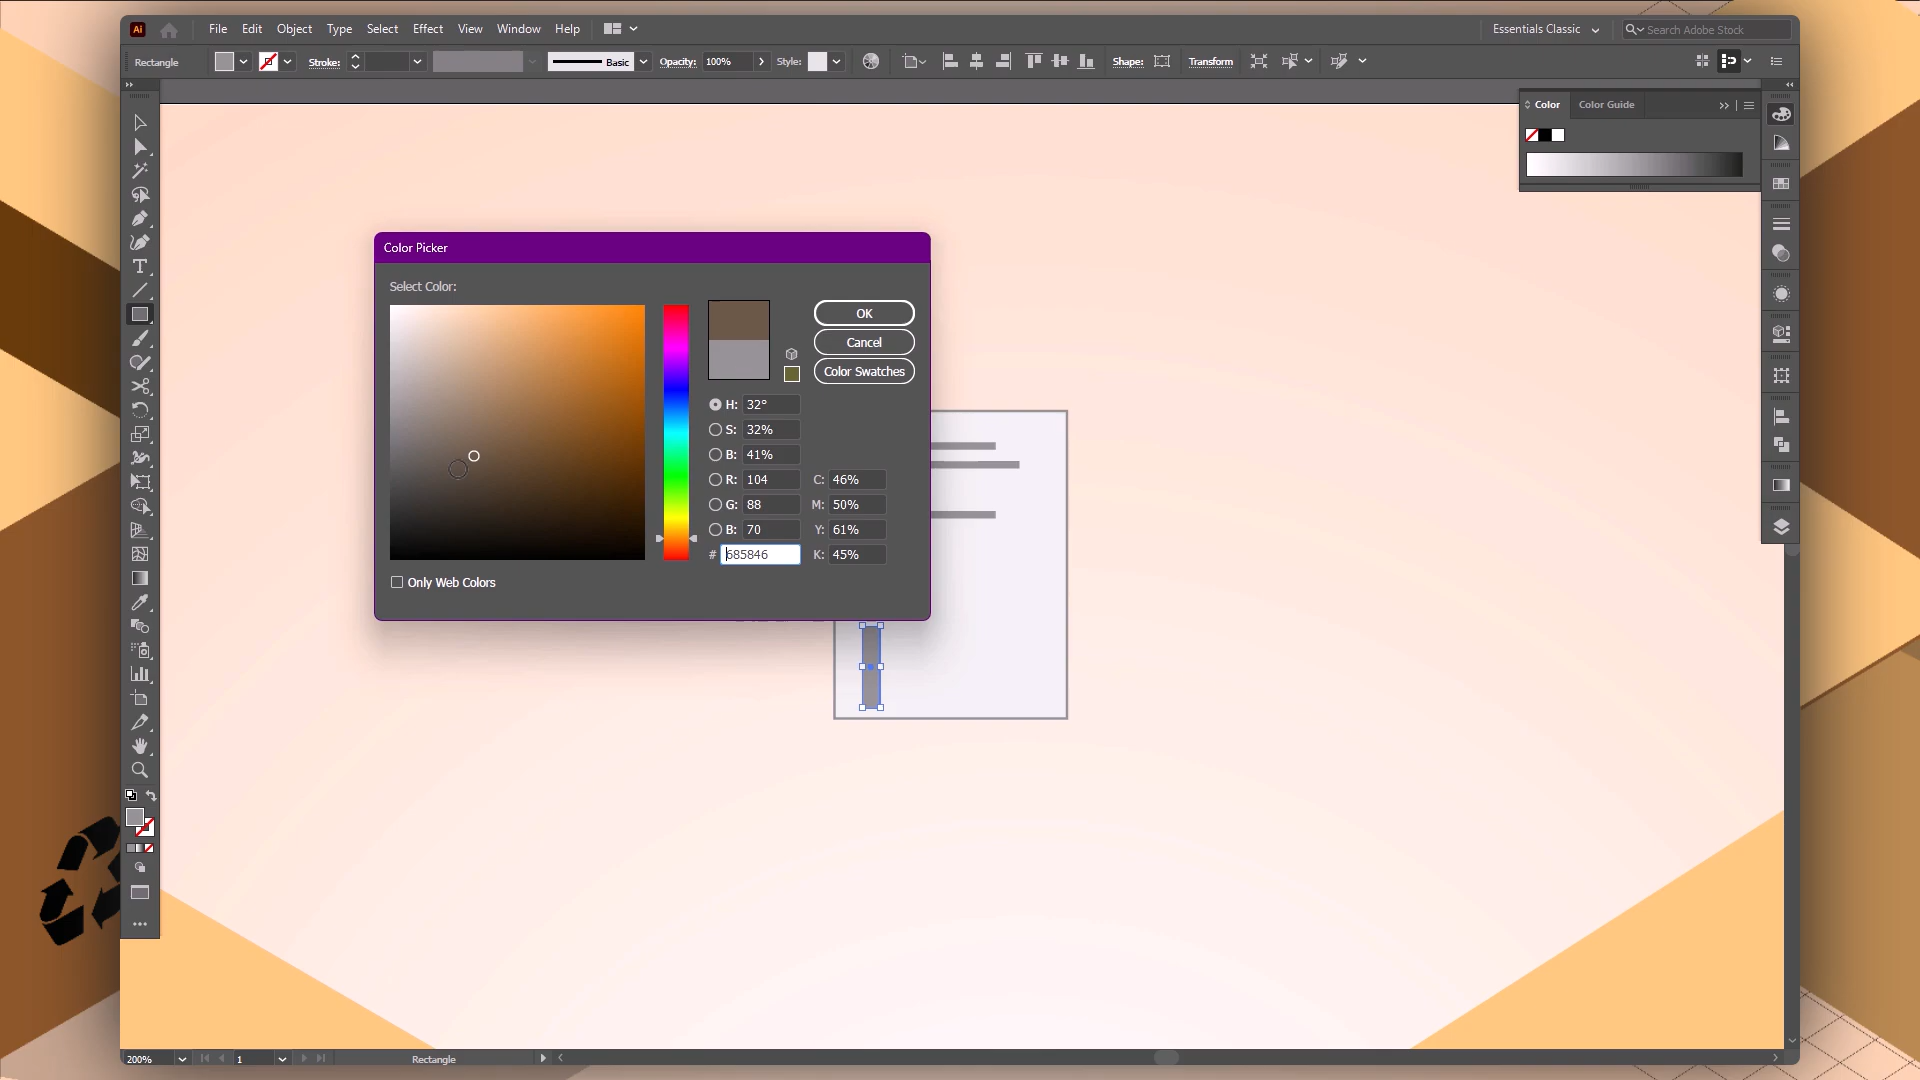 Ai File Edit Object Type Select Effect View Window Help Essentials Classic Search Adobe Stock
Rectangle Stroke: Basic Opacity: 100% Style: Shape: Transform
Color Color Guide
Color Picker
Select Color:
OK
Cancel
Color Swatches
H: 32°
S: 32%
B: 41%
R: 104 C: 46%
G: 88 M: 50%
B: 70 Y: 61%
# 685846 K: 45%
Only Web Colors
200% 1 Rectangle